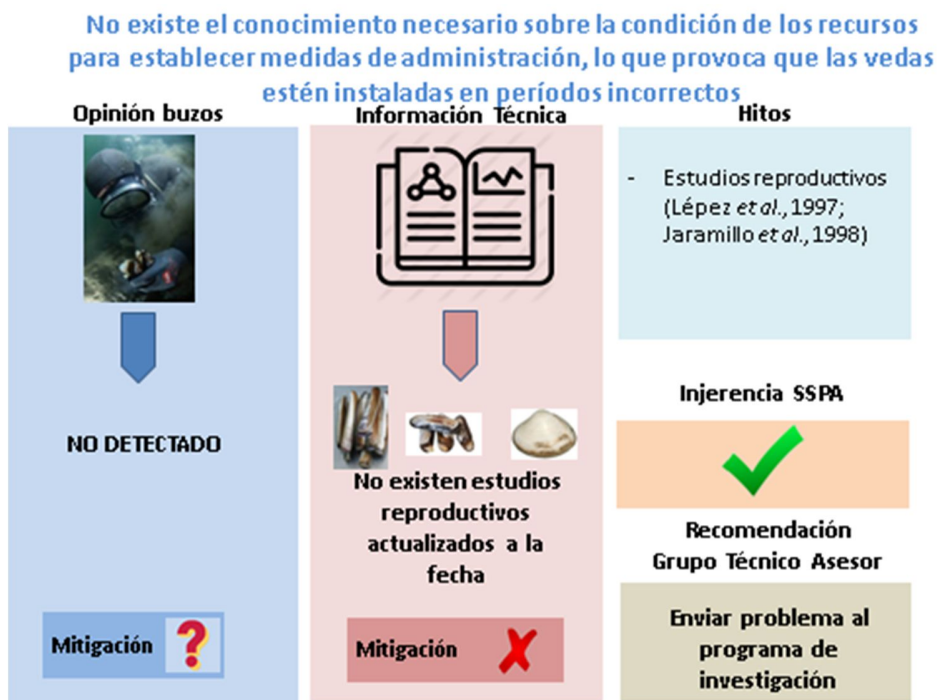 No existe el conocimiento necesario sobre la condición de los recursos
para establecer medidas de administración, lo que provoca que las vedas
estén instaladas en períodos incorrectos
Opinión buzos
NO DETECTADO
Mitigación
Información Técnica
No existen estudios
reproductivos
actualizados a la
fecha
Mitigación
Hitos
- Estudios reproductivos
(Lépez et al., 1997;
Jaramillo et al., 1998)
Injerencia SSPA
Recomendación
Grupo Técnico Asesor
Enviar problema al
programa de
investigación